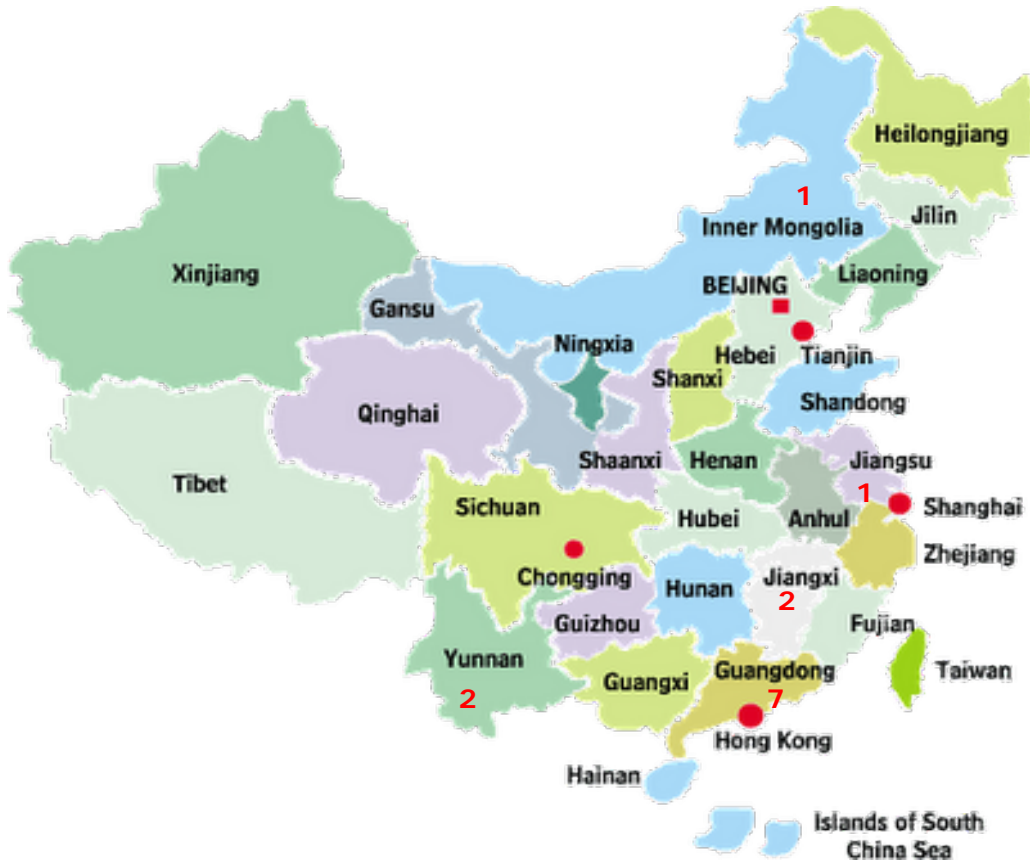 Heilongjiang
1
Jilin
Inner Mongolia
Xinjiang
Liaoning
BEIJING
Gansu
Ningxia
Hebei
Tianjin
Shanxi
Shandong
Qinghai
Shaanxi
Henan
Jiangsu
Tibet
1
Sichuan
Shanghai
Hubei
Anhul
Zhejiang
Chongging
Jiangxi
Hunan
2
Guizhou
Fujian
Yunnan
Guangdong
Taiwan
Guangxi
2
7
Hong Kong
Hainan
Islands of South
China Sea